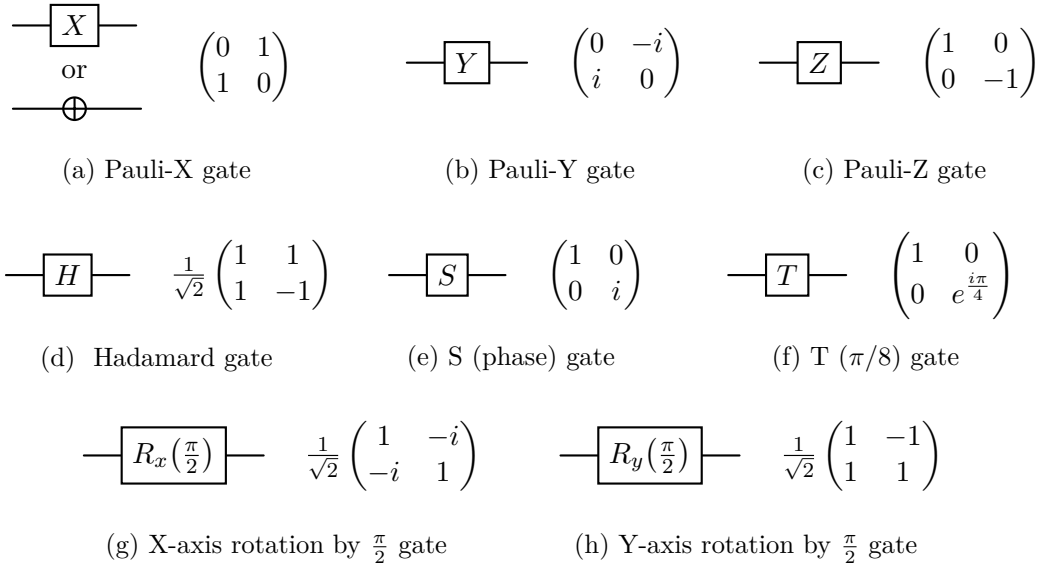 X
or
( 0 1
1 0 )
(a) Pauli-X gate
Y
( 0 −i
i 0 )
(b) Pauli-Y gate
Z
( 1 0
0 −1 )
(c) Pauli-Z gate
H
1/√2 ( 1 1
1 −1 )
(d) Hadamard gate
S
( 1 0
0 i )
(e) S (phase) gate
T
( 1 0
0 e^{iπ/4} )
(f) T (π/8) gate
R_x(π/2)
1/√2 ( 1 −i
−i 1 )
(g) X-axis rotation by π/2 gate
R_y(π/2)
1/√2 ( 1 −1
1 1 )
(h) Y-axis rotation by π/2 gate